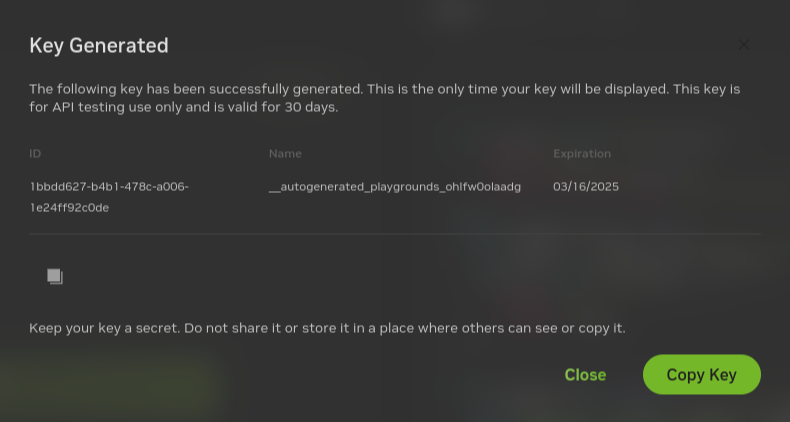 Key Generated
The following key has been successfully generated. This is the only time your key will be displayed. This key is
for API testing use only and is valid for 30 days.
ID Name Expiration
1bbdd627-b4b1-478c-a006- __autogenerated_playgrounds_ohlfw0olaadg 03/16/2025
1e24ff92c0de
Keep your key a secret. Do not share it or store it in a place where others can see or copy it.
Close Copy Key